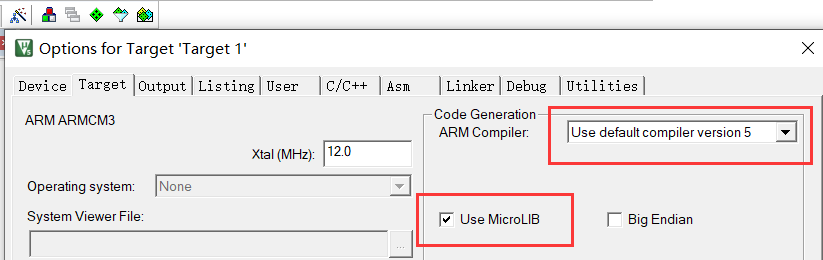 Options for Target 'Target 1'
Device Target Output Listing User C/C++ Asm Linker Debug Utilities
ARM ARMCM3
Xtal (MHz): 12.0
Operating system: None
System Viewer File:
...
Code Generation
ARM Compiler: Use default compiler version 5
Use MicroLIB Big Endian